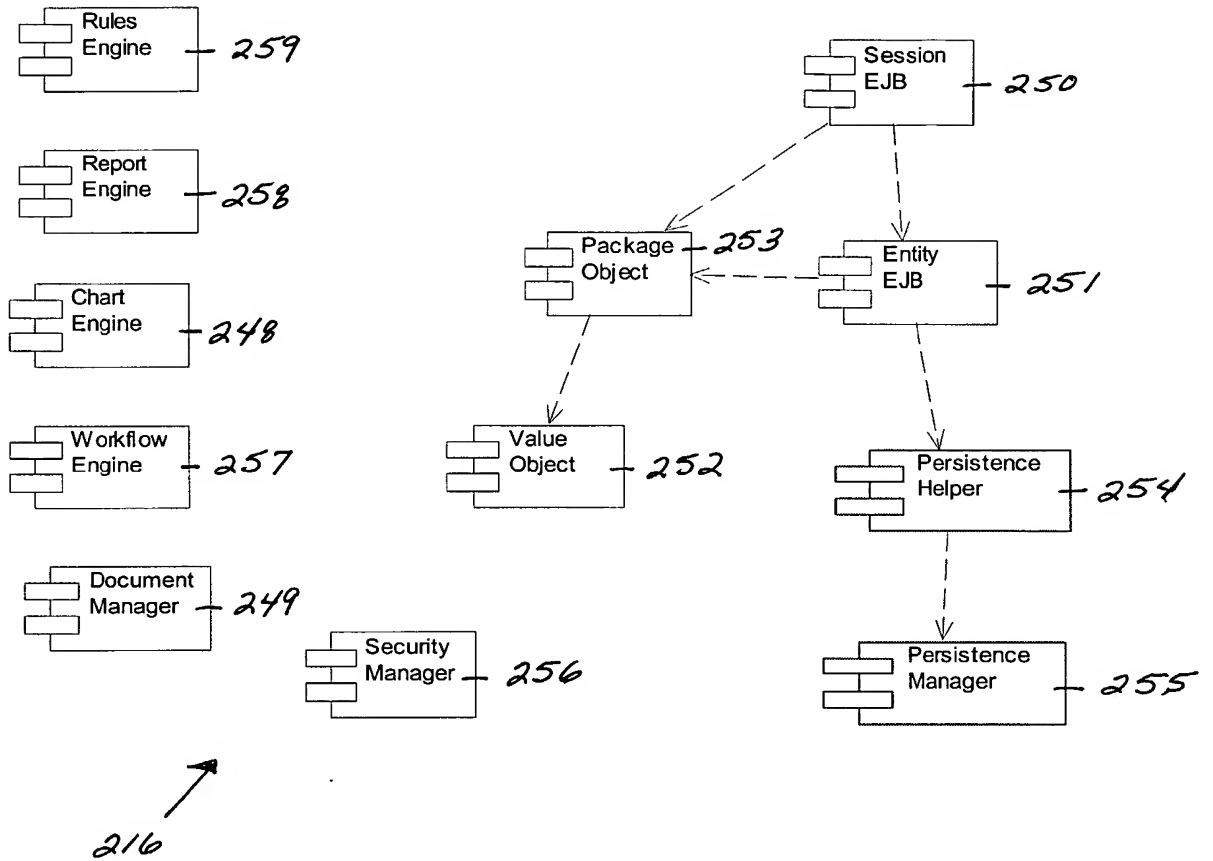 Rules
Engine
259
Session
EJB
250
Report
Engine
258
Package
Object
253
Entity
EJB
251
Chart
Engine
248
Workflow
Engine
257
Value
Object
252
Persistence
Helper
254
Document
Manager
249
Security
Manager
256
Persistence
Manager
255
216